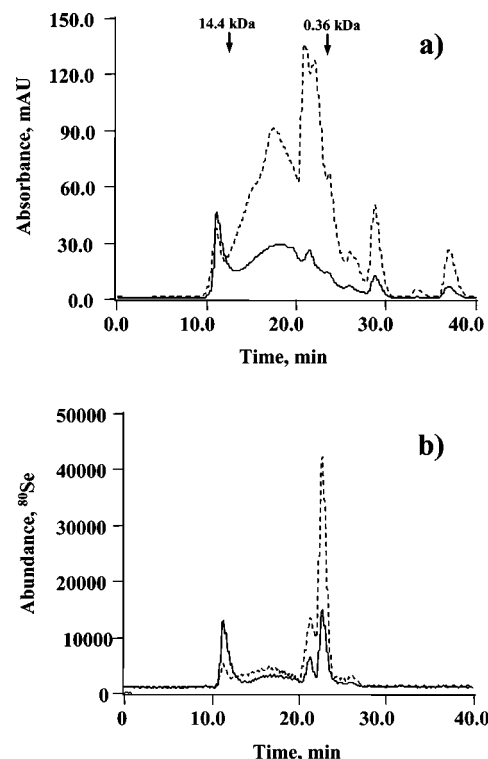 14.4 kDa 0.36 kDa
a)
150.0
120.0
90.0
60.0
30.0
0.0
Absorbance, mAU
0.0 10.0 20.0 30.0 40.0
Time, min
b)
50000
40000
30000
20000
10000
0
Abundance, ⁸⁰Se
0 10.0 20.0 30.0 40.0
Time, min